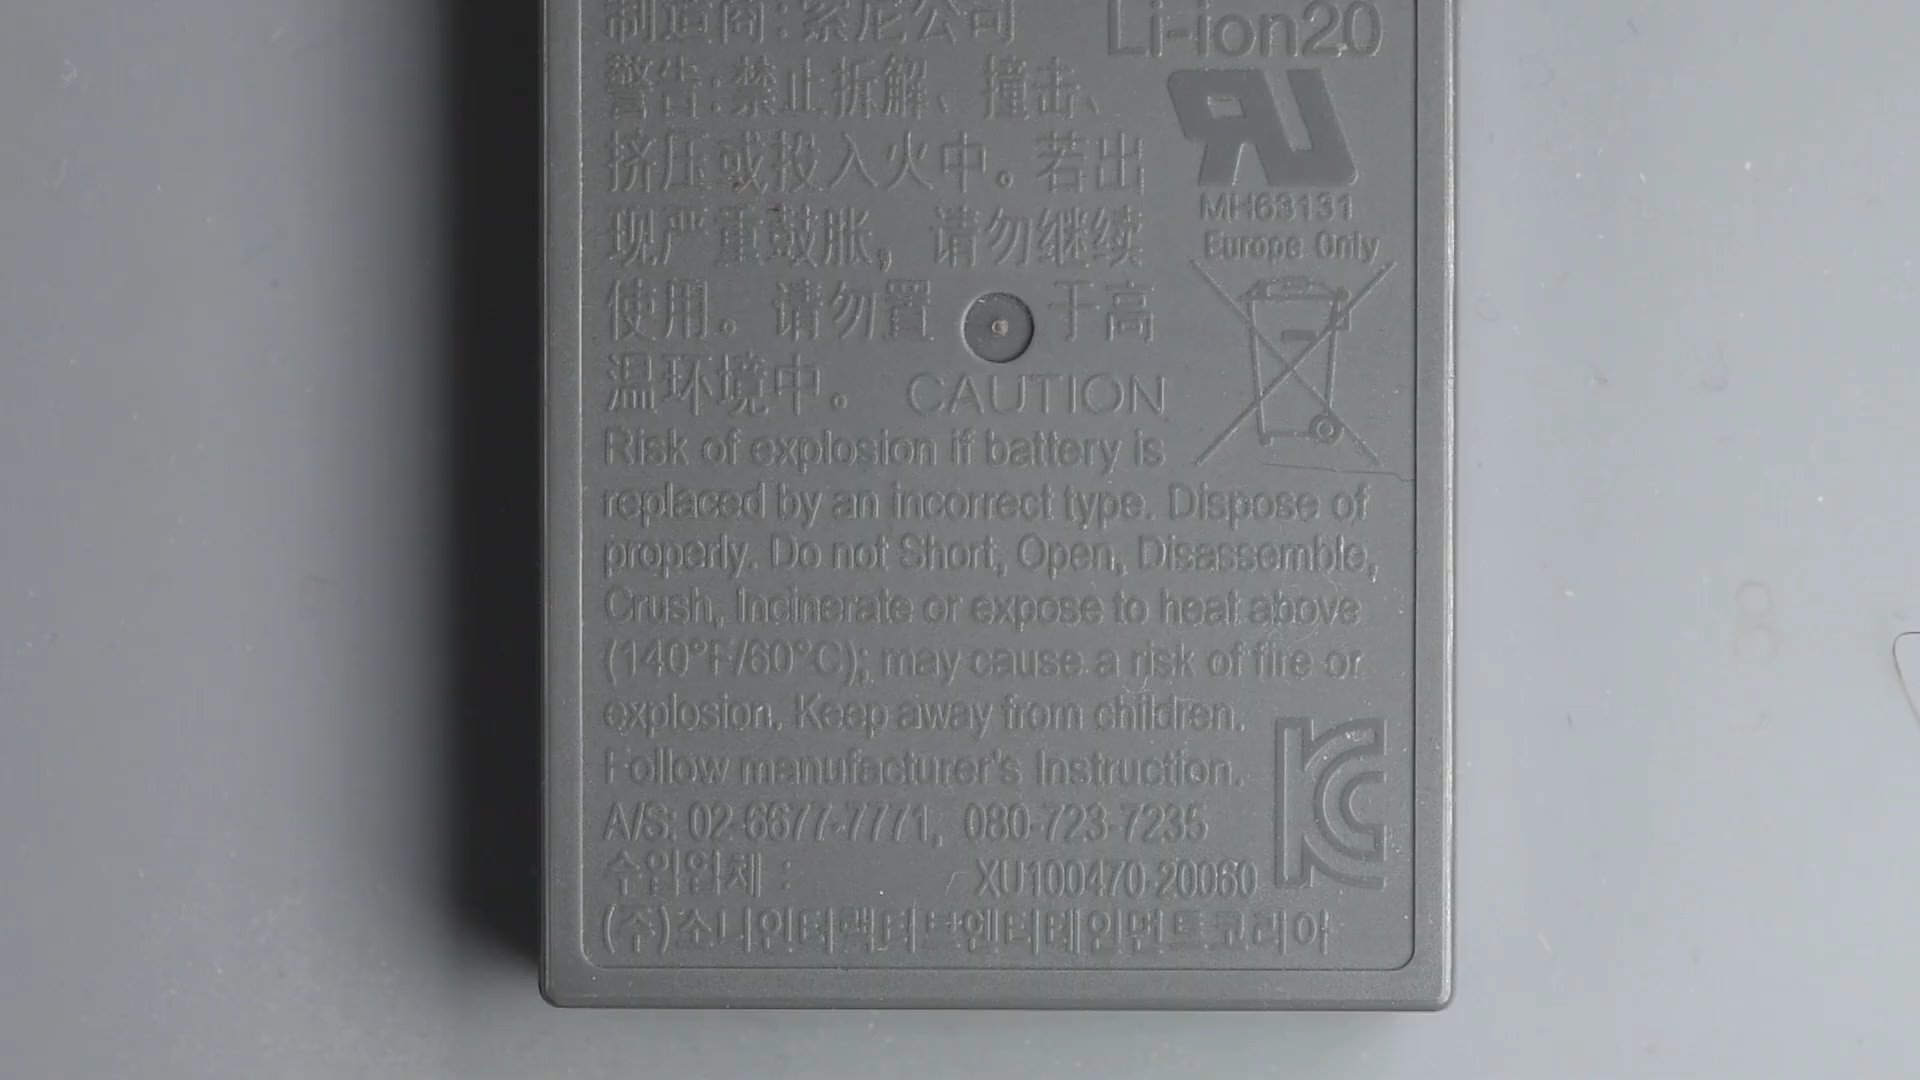 制造商:索尼公司
Li-ion20
警告:禁止拆解、撞击、
挤压或投入火中。若出
现严重鼓胀，请勿继续
使用。请勿置于高
温环境中。
MH63131
Europe Only
CAUTION
Risk of explosion if battery is
replaced by an incorrect type. Dispose of
properly. Do not Short, Open, Disassemble,
Crush, Incinerate or expose to heat above
(140°F/60°C); may cause a risk of fire or
explosion. Keep away from children.
Follow manufacturer's Instruction.
A/S: 02-6677-7771, 080-723-7235
수입업체 : XU100470-20060
(주)소니인터랙티브엔터테인먼트코리아